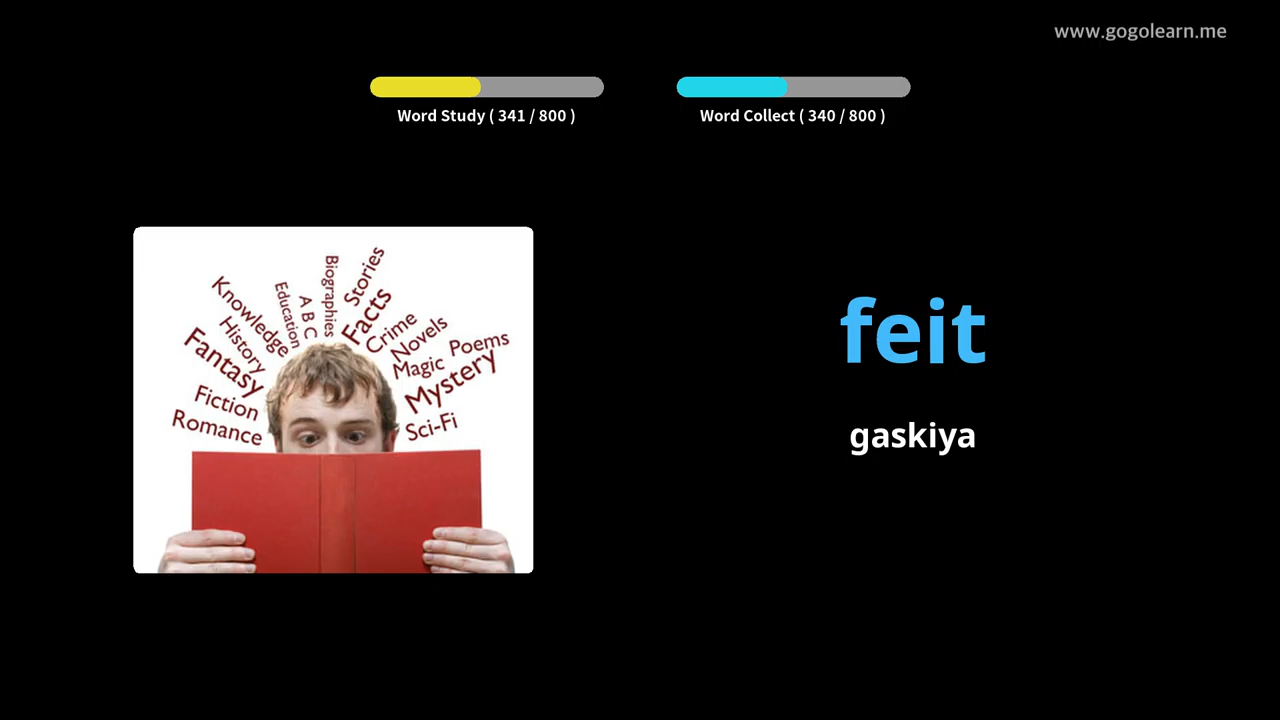 www.gogolearn.me
Word Study ( 341 / 800 )
Word Collect ( 340 / 800 )
Biographies
Stories
Education
A B C
Facts
Knowledge
Crime
History
Novels
Poems
Fantasy
Magic
Mystery
Fiction
Romance
Sci-Fi
feit
gaskiya